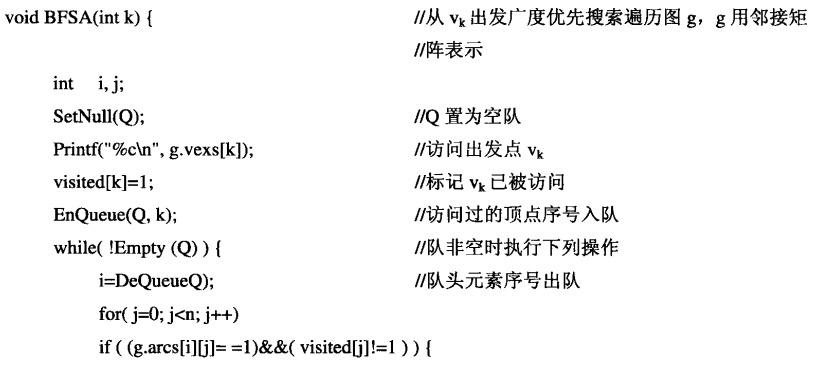 void BFSA(int k) { //从 vk 出发广度优先搜索遍历图 g，g 用邻接矩
//阵表示
int i, j;
SetNull(Q); //Q 置为空队
Printf("%c\n", g.vexs[k]); //访问出发点 vk
visited[k]=1; //标记 vk 已被访问
EnQueue(Q, k); //访问过的顶点序号入队
while( !Empty (Q) ) { //队非空时执行下列操作
i=DeQueueQ); //队头元素序号出队
for( j=0; j<n; j++)
if ( (g.arcs[i][j]= =1)&&( visited[j]!=1 ) ) {